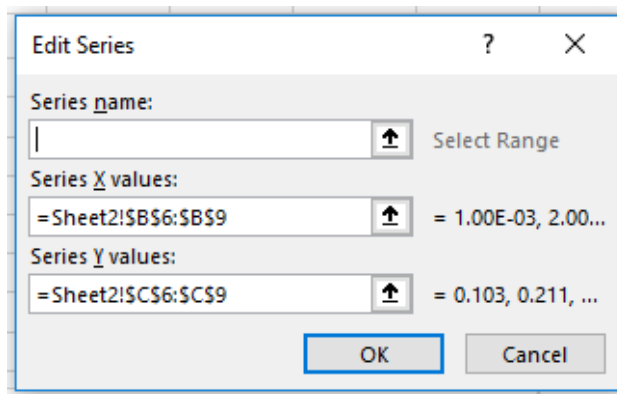 Edit Series ?
Series name:
Select Range
Series X values:
=Sheet2!$B$6:$B$9 = 1.00E-03, 2.00...
Series Y values:
=Sheet2!$C$6:$C$9 = 0.103, 0.211, ...
OK Cancel